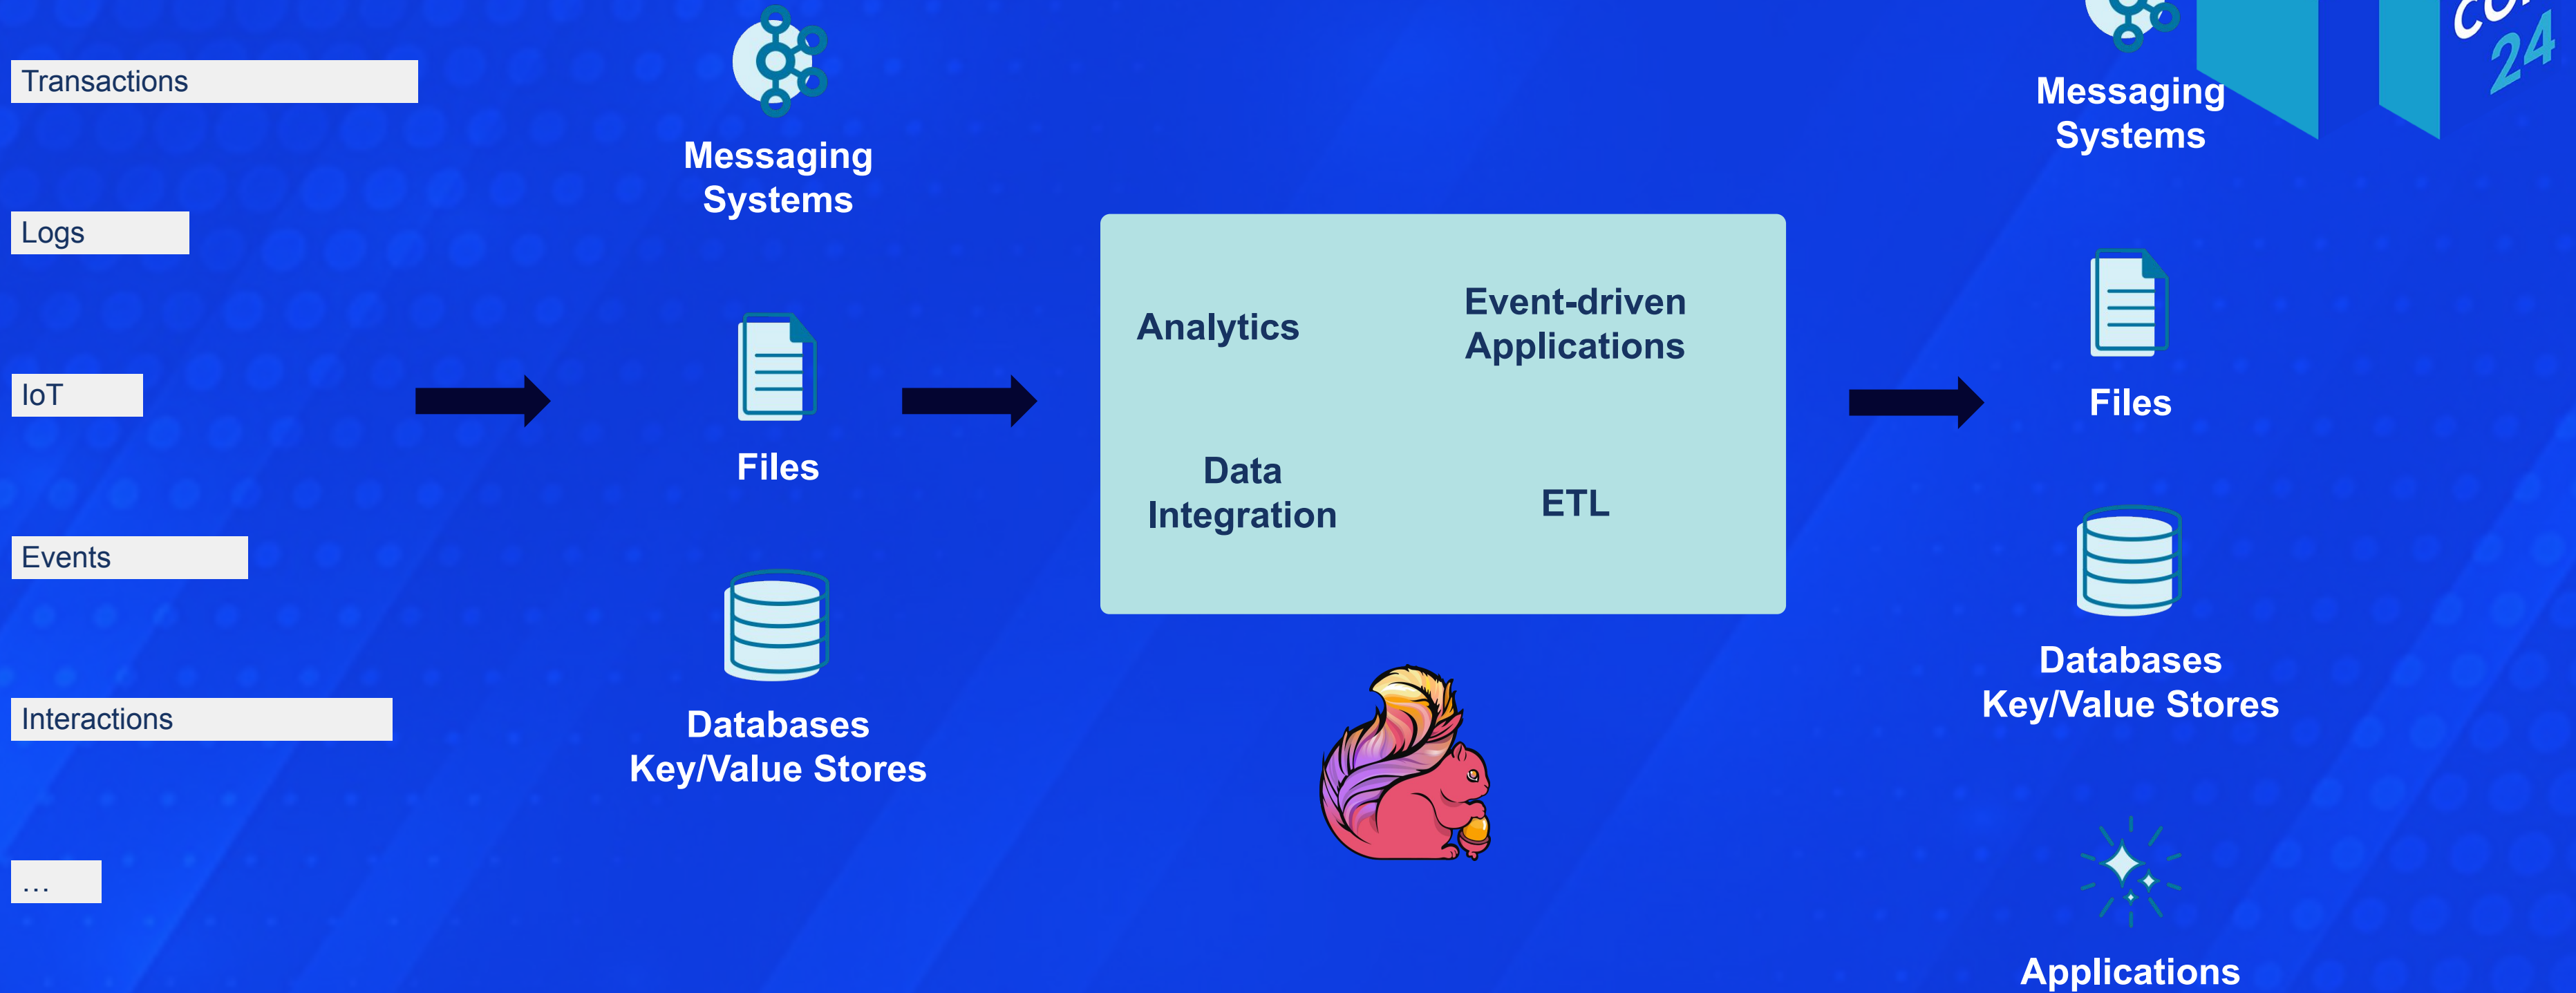 Transactions
Logs
IoT
Events
Interactions
…
Messaging
Systems
Files
Databases
Key/Value Stores
Analytics
Event-driven
Applications
Data
Integration
ETL
Messaging
Systems
Files
Databases
Key/Value Stores
Applications
24